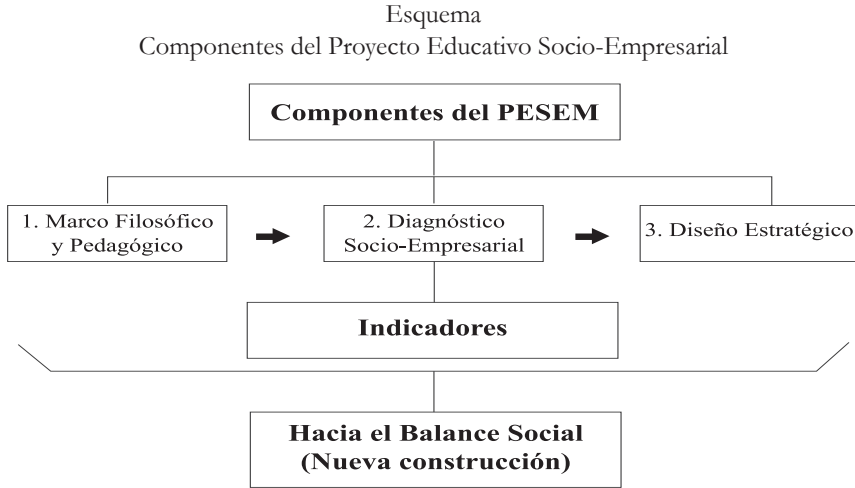 Esquema
Componentes del Proyecto Educativo Socio-Empresarial
Componentes del PESEM
1. Marco Filosófico
y Pedagógico
2. Diagnóstico
Socio-Empresarial
3. Diseño Estratégico
Indicadores
Hacia el Balance Social
(Nueva construcción)